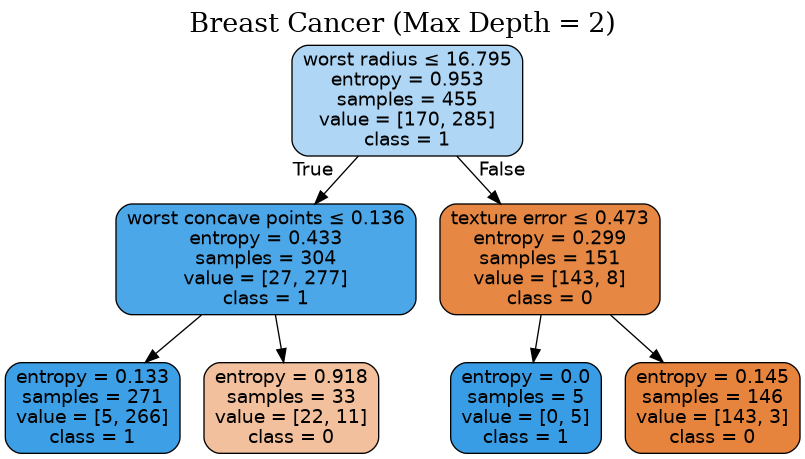 Breast Cancer (Max Depth = 2)
worst radius ≤ 16.795
entropy = 0.953
samples = 455
value = [170, 285]
class = 1
True
False
worst concave points ≤ 0.136
entropy = 0.433
samples = 304
value = [27, 277]
class = 1
texture error ≤ 0.473
entropy = 0.299
samples = 151
value = [143, 8]
class = 0
entropy = 0.133
samples = 271
value = [5, 266]
class = 1
entropy = 0.918
samples = 33
value = [22, 11]
class = 0
entropy = 0.0
samples = 5
value = [0, 5]
class = 1
entropy = 0.145
samples = 146
value = [143, 3]
class = 0